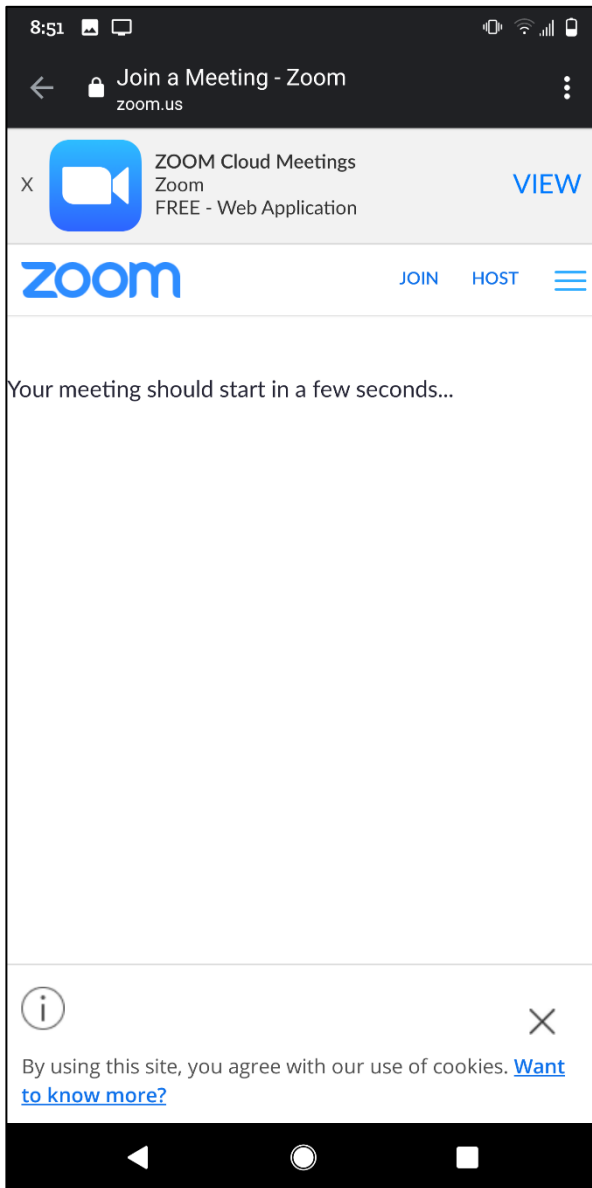 8:51
Join a Meeting - Zoom
zoom.us
X
ZOOM Cloud Meetings
Zoom
FREE - Web Application
VIEW
zoom
JOIN HOST
Your meeting should start in a few seconds...
i
By using this site, you agree with our use of cookies. Want
to know more?